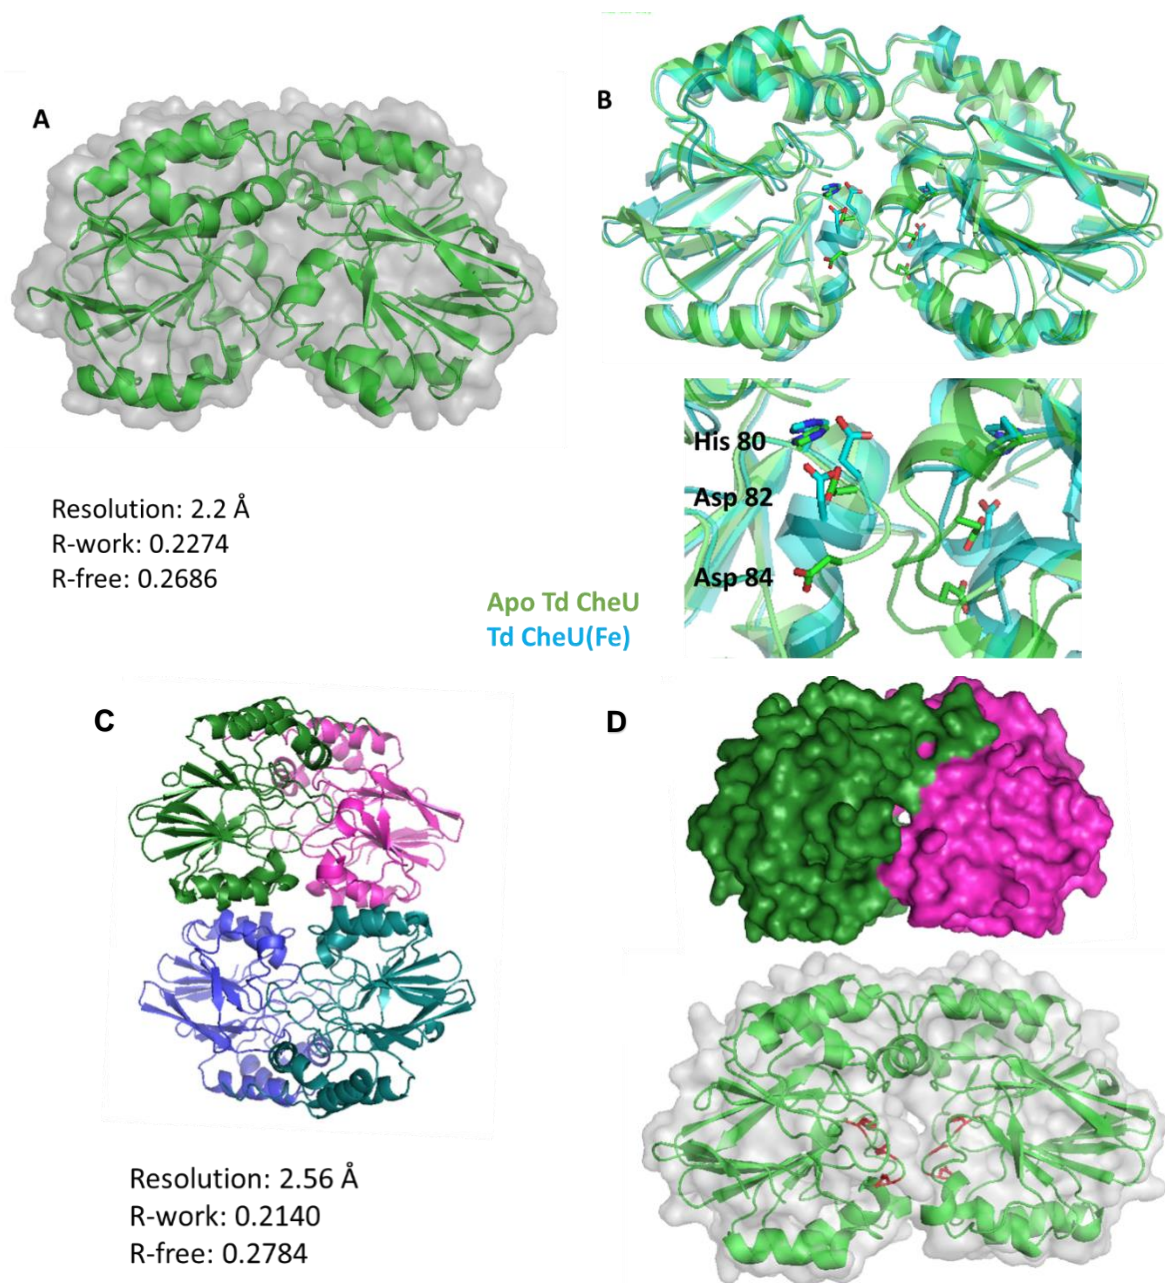 A
B
Resolution: 2.2 Å
R-work: 0.2274
R-free: 0.2686
His 80
Asp 82
Asp 84
Apo Td CheU
Td CheU(Fe)
C
D
Resolution: 2.56 Å
R-work: 0.2140
R-free: 0.2784